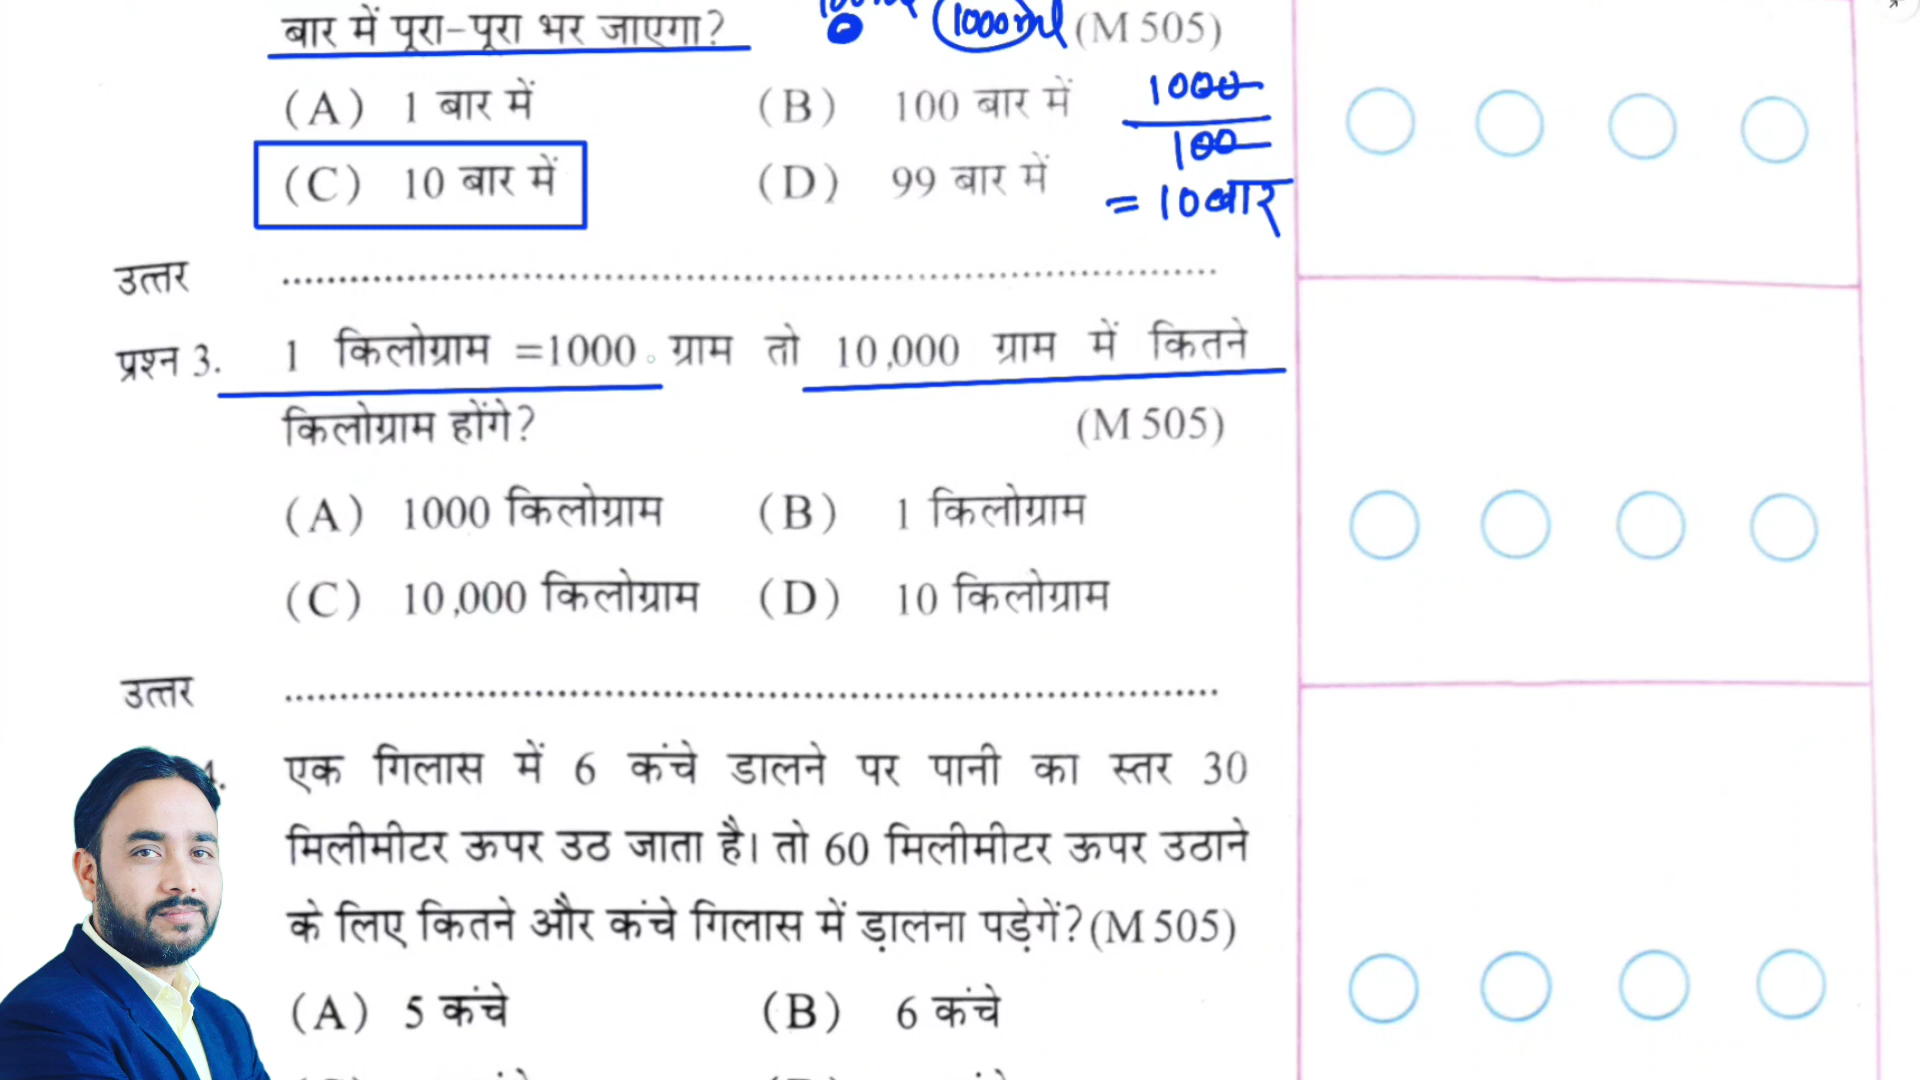 बार में पूरा-पूरा भर जाएगा? 1000ml (M 505)
(A) 1 बार में (B) 100 बार में
1000
100
(C) 10 बार में (D) 99 बार में
= 10 बार
उत्तर ........................
प्रश्न 3. 1 किलोग्राम =1000 ग्राम तो 10,000 ग्राम में कितने
किलोग्राम होंगे? (M 505)
(A) 1000 किलोग्राम (B) 1 किलोग्राम
(C) 10,000 किलोग्राम (D) 10 किलोग्राम
उत्तर ........................
4. एक गिलास में 6 कंचे डालने पर पानी का स्तर 30
मिलीमीटर ऊपर उठ जाता है। तो 60 मिलीमीटर ऊपर उठाने
के लिए कितने और कंचे गिलास में ड़ालना पड़ेगें? (M 505)
(A) 5 कंचे (B) 6 कंचे